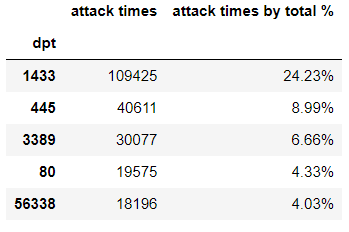 attack times attack times by total %
dpt
1433 109425 24.23%
445 40611 8.99%
3389 30077 6.66%
80 19575 4.33%
56338 18196 4.03%